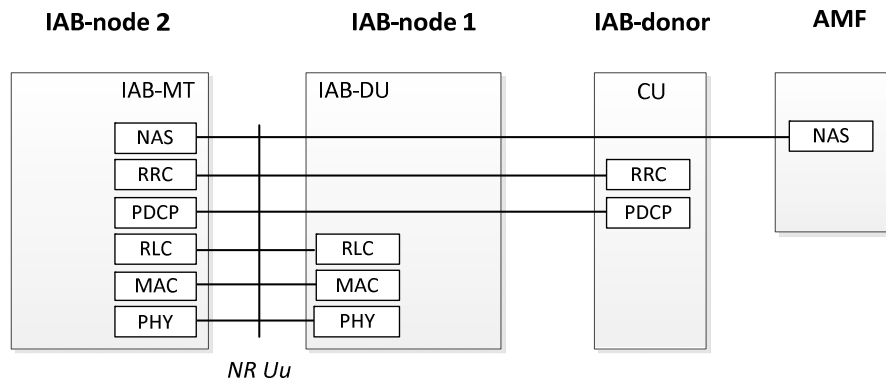 IAB-node 2 IAB-node 1 IAB-donor AMF
IAB-MT IAB-DU CU
NAS NAS
RRC RRC
PDCP PDCP
RLC RLC
MAC MAC
PHY PHY
NR Uu